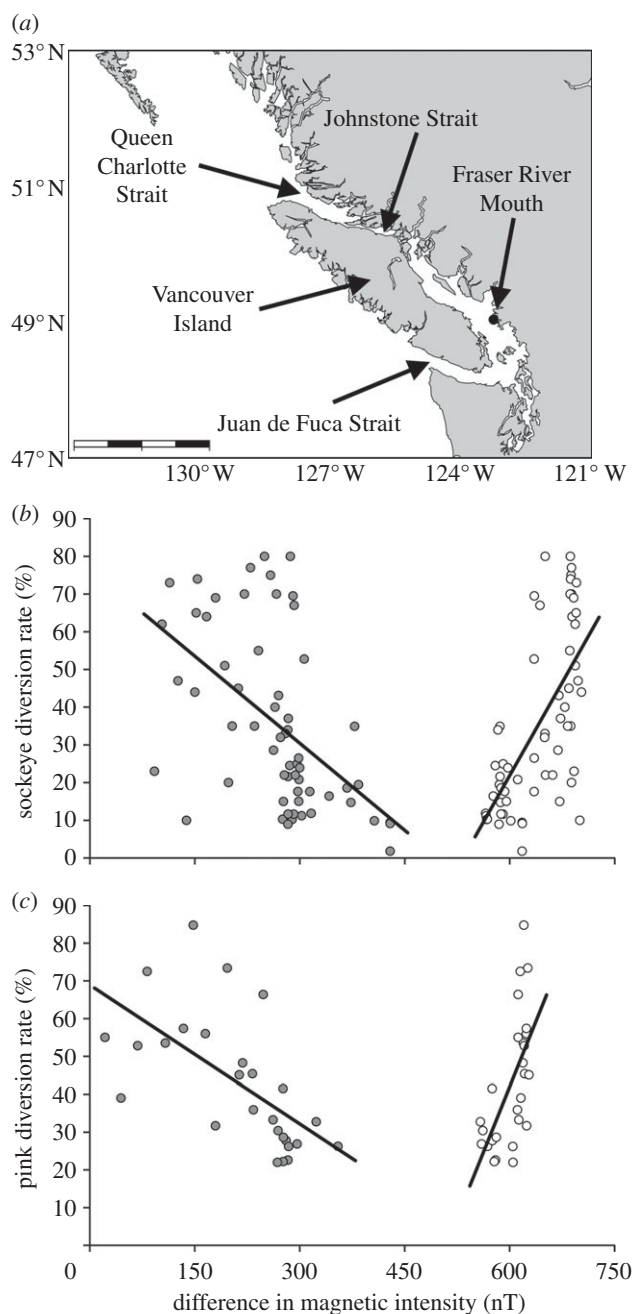 (a)
53° N
51° N
49° N
47° N
Queen
Charlotte
Strait
Johnstone Strait
Fraser River
Mouth
Vancouver
Island
Juan de Fuca Strait
130° W
127° W
124° W
121° W
(b)
sockeye diversion rate (%)
90
80
70
60
50
40
30
20
10
0
(c)
pink diversion rate (%)
90
80
70
60
50
40
30
20
10
0
150
300
450
600
750
difference in magnetic intensity (nT)